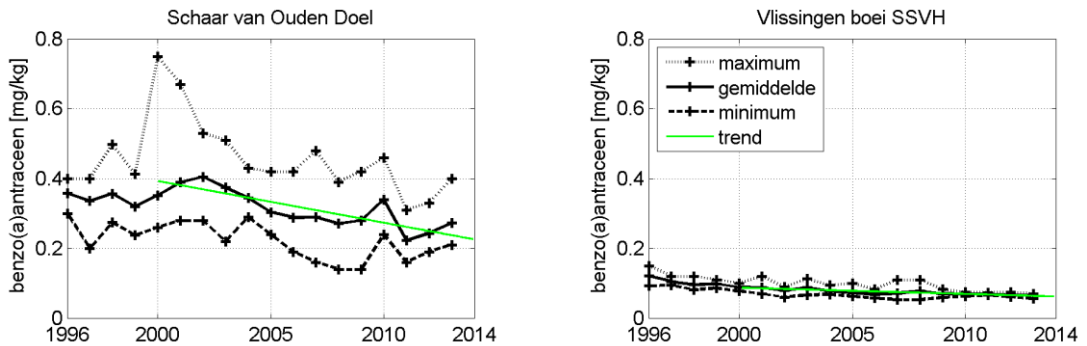 Schaar van Ouden Doel
benzo(a)antraceen [mg/kg]
0.8
0.6
0.4
0.2
0
1996 2000 2005 2010 2014
Vlissingen boei SSVH
benzo(a)antraceen [mg/kg]
0.8
0.6
0.4
0.2
0
1996 2000 2005 2010 2014
maximum
gemiddelde
minimum
trend